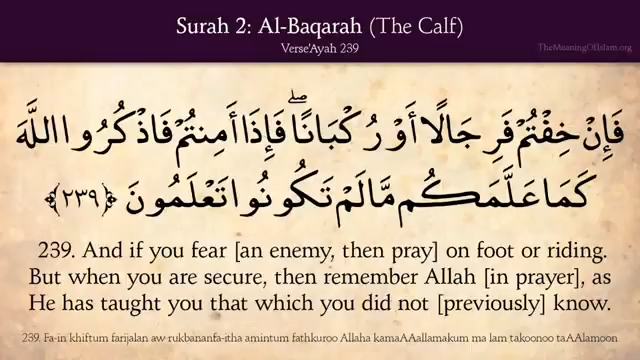 Surah 2: Al-Baqarah (The Calf)
Verse'Ayah 239
TheMeaningOfIslam.org
فَإِنْ خِفْتُمْ فَرِجَالًا أَوْ رُكْبَانًا ۖ فَإِذَا أَمِنتُمْ فَاذْكُرُوا اللَّهَ
كَمَا عَلَّمَكُم مَّا لَمْ تَكُونُوا تَعْلَمُونَ ﴿٢٣٩﴾
239. And if you fear [an enemy, then pray] on foot or riding.
But when you are secure, then remember Allah [in prayer], as
He has taught you that which you did not [previously] know.
239. Fa-in khiftum farijalan aw rukbananfa-itha amintum fathkuroo Allaha kamaAAallamakum ma lam takoonoo taAAlamoon